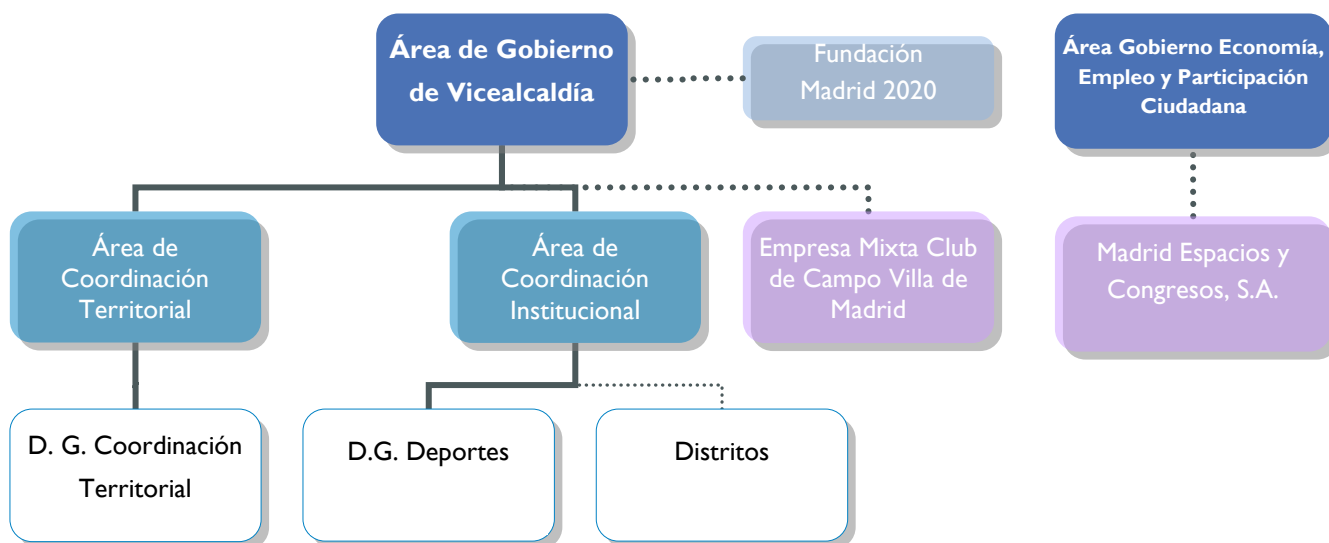 Área de Gobierno
de Vicealcaldía
Fundación
Madrid 2020
Área Gobierno Economía,
Empleo y Participación
Ciudadana
Área de
Coordinación
Territorial
Área de
Coordinación
Institucional
Empresa Mixta Club
de Campo Villa de
Madrid
Madrid Espacios y
Congresos, S.A.
D. G. Coordinación
Territorial
D.G. Deportes
Distritos